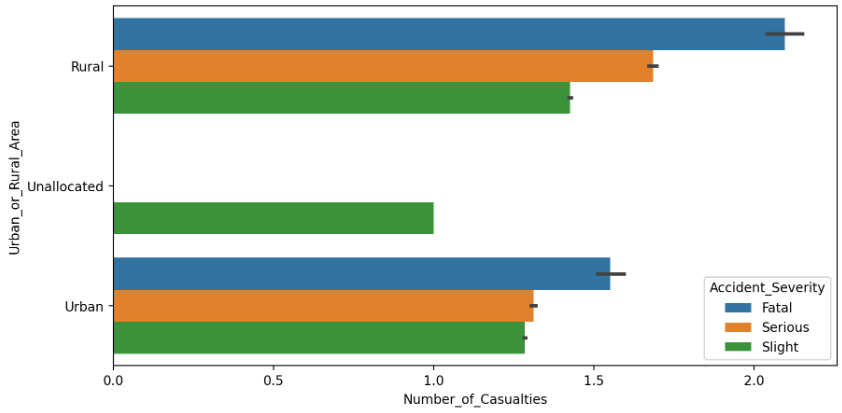 Urban_or_Rural_Area
Rural
Unallocated
Urban
Accident_Severity
Fatal
Serious
Slight
0.0
0.5
1.0
1.5
2.0
Number_of_Casualties